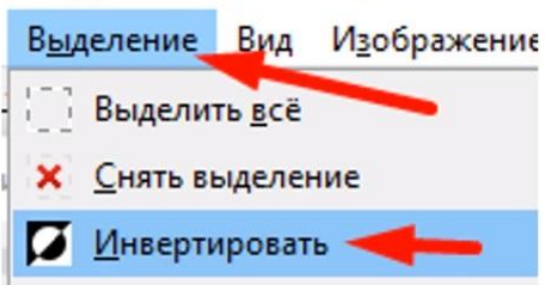 Выделение Вид Изображение
Выделить всё
Снять выделение
Инвертировать